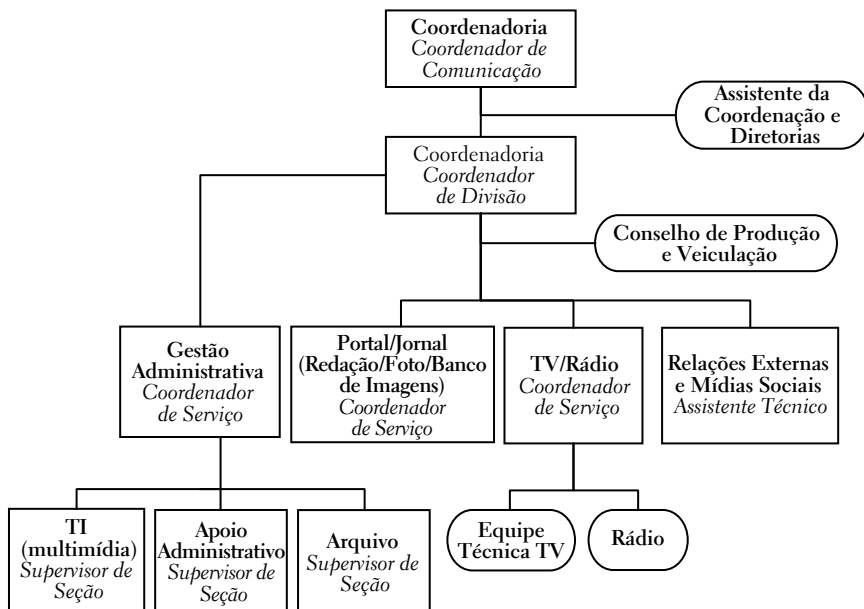 Coordenadoria
Coordenador de
Comunicação
Assistente da
Coordenação e
Diretorias
Coordenadoria
Coordenador
de Divisão
Conselho de Produção
e Veiculação
Gestão
Administrativa
Coordenador
de Serviço
Portal/Jornal
(Redação/Foto/Banco
de Imagens)
Coordenador
de Serviço
TV/Rádio
Coordenador
de Serviço
Relações Externas
e Mídias Sociais
Assistente Técnico
TI
(multimídia)
Supervisor de
Seção
Apoio
Administrativo
Supervisor de
Seção
Arquivo
Supervisor de
Seção
Equipe
Técnica TV
Rádio